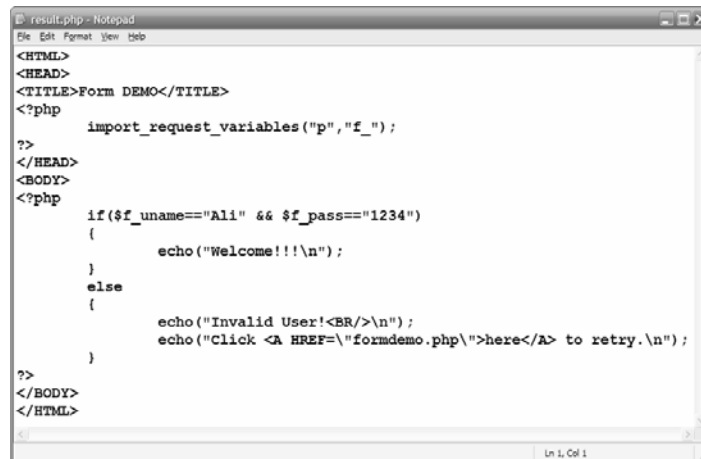 result.php - Notepad
File Edit Format View Help
<HTML>
<HEAD>
<TITLE>Form DEMO</TITLE>
<?php
import_request_variables("p","f_");
?>
</HEAD>
<BODY>
<?php
if($f_uname=="Ali" && $f_pass=="1234")
{
echo("Welcome!!!\n");
}
else
{
echo("Invalid User!<BR/>\n");
echo("Click <A HREF=\"formdemo.php\">here</A> to retry.\n");
}
?>
</BODY>
</HTML>
Ln 1, Col 1